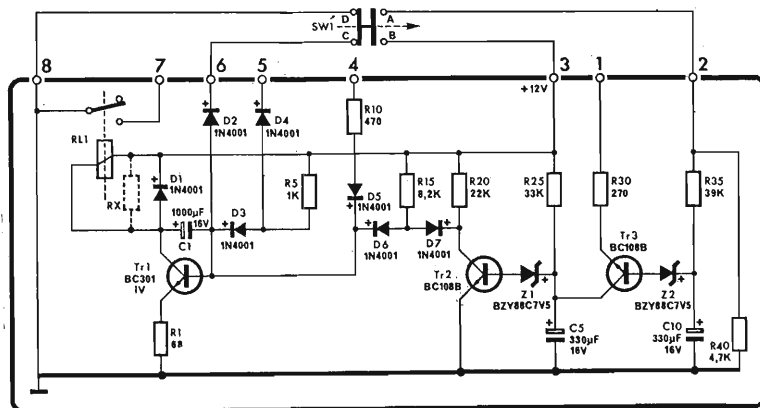 SW1 D A
C B
8 7 6 5 4 3 1 2
+12V
RL1
RX
D1
1N4001
D2
1N4001
D4
1N4001
R10
470
D5
1N4001
R5
1K
R15
8,2K
R20
22K
R25
33K
R30
270
R35
39K
1000µF
16V
C1
D3
1N4001
D6
1N4001
D7
1N4001
Tr1
BC301
IV
Tr2
BC108B
Z1
BZY88C7V5
Tr3
BC108B
Z2
BZY88C7V5
R1
68
C5
330µF
16V
C10
330µF
16V
R40
4,7K